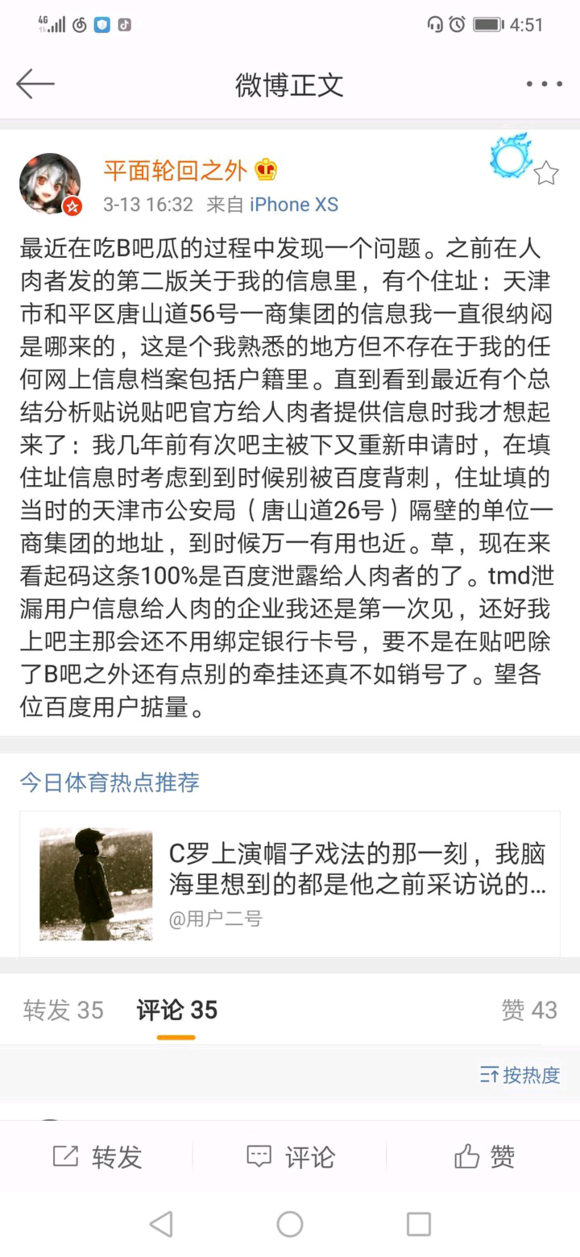 4G
4:51
微博正文
平面轮回之外
3-13 16:32 来自 iPhone XS
最近在吃B吧瓜的过程中发现一个问题。之前在人
肉者发的第二版关于我的信息里，有个住址：天津
市和平区唐山道56号一商集团的信息我一直很纳闷
是哪来的，这是个我熟悉的地方但不存在于我的任
何网上信息档案包括户籍里。直到看到最近有个总
结分析贴说贴吧官方给人肉者提供信息时我才想起
来了：我几年前有次吧主被下又重新申请时，在填
住址信息时考虑到到时候别被百度背刺，住址填的
当时的天津市公安局（唐山道26号）隔壁的单位一
商集团的地址，到时候万一有用也近。草，现在来
看起码这条100%是百度泄露给人肉者的了。tmd泄
漏用户信息给人肉的企业我还是第一次见，还好我
上吧主那会还不用绑定银行卡号，要不是在贴吧除
了B吧之外还有点别的牵挂还真不如销号了。望各
位百度用户掂量。
今日体育热点推荐
C罗上演帽子戏法的那一刻，我脑
海里想到的都是他之前采访说的...
@用户二号
转发 35 评论 35 赞 43
按热度
转发 评论 赞